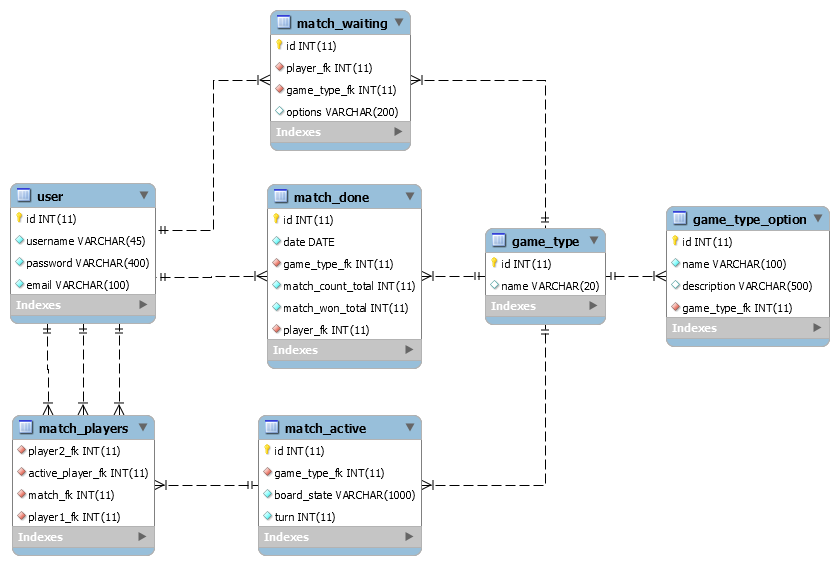 match_waiting
id INT(11)
player_fk INT(11)
game_type_fk INT(11)
options VARCHAR(200)
Indexes
user
id INT(11)
username VARCHAR(45)
password VARCHAR(400)
email VARCHAR(100)
Indexes
match_done
id INT(11)
date DATE
game_type_fk INT(11)
match_count_total INT(11)
match_won_total INT(11)
player_fk INT(11)
Indexes
game_type
id INT(11)
name VARCHAR(20)
Indexes
game_type_option
id INT(11)
name VARCHAR(100)
description VARCHAR(500)
game_type_fk INT(11)
Indexes
match_players
player2_fk INT(11)
active_player_fk INT(11)
match_fk INT(11)
player1_fk INT(11)
Indexes
match_active
id INT(11)
game_type_fk INT(11)
board_state VARCHAR(1000)
turn INT(11)
Indexes